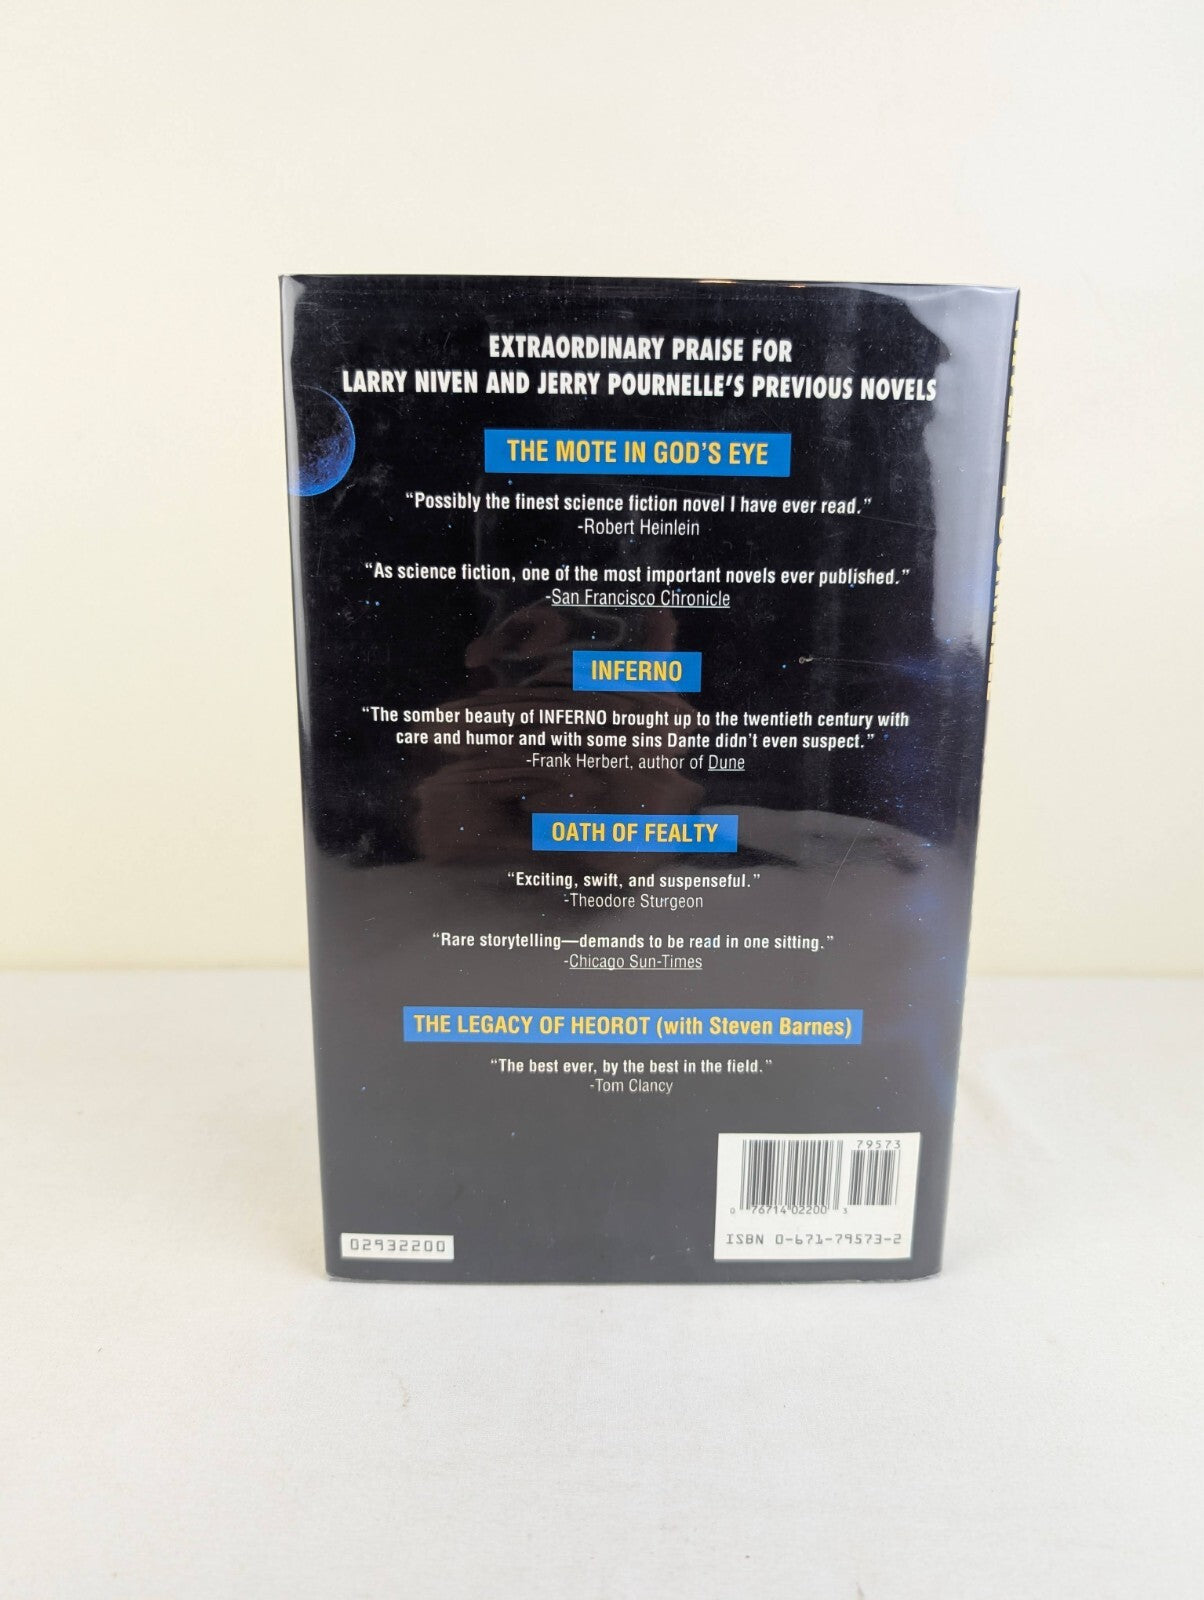 EXTRAORDINARY PRAISE FOR
LARRY NIVEN AND JERRY POURNELLE'S PREVIOUS NOVELS
THE MOTE IN GOD'S EYE
“Possibly the finest science fiction novel I have ever read.”
-Robert Heinlein
“As science fiction, one of the most important novels ever published.”
-San Francisco Chronicle
INFERNO
“The somber beauty of INFERNO brought up to the twentieth century with
care and humor and with some sins Dante didn't even suspect.”
-Frank Herbert, author of Dune
OATH OF FEALTY
“Exciting, swift, and suspenseful.”
-Theodore Sturgeon
“Rare storytelling—demands to be read in one sitting.”
-Chicago Sun-Times
THE LEGACY OF HEOROT (with Steven Barnes)
“The best ever, by the best in the field.”
-Tom Clancy
79573
0 76714 02200 3
ISBN 0-671-79573-2
02932200